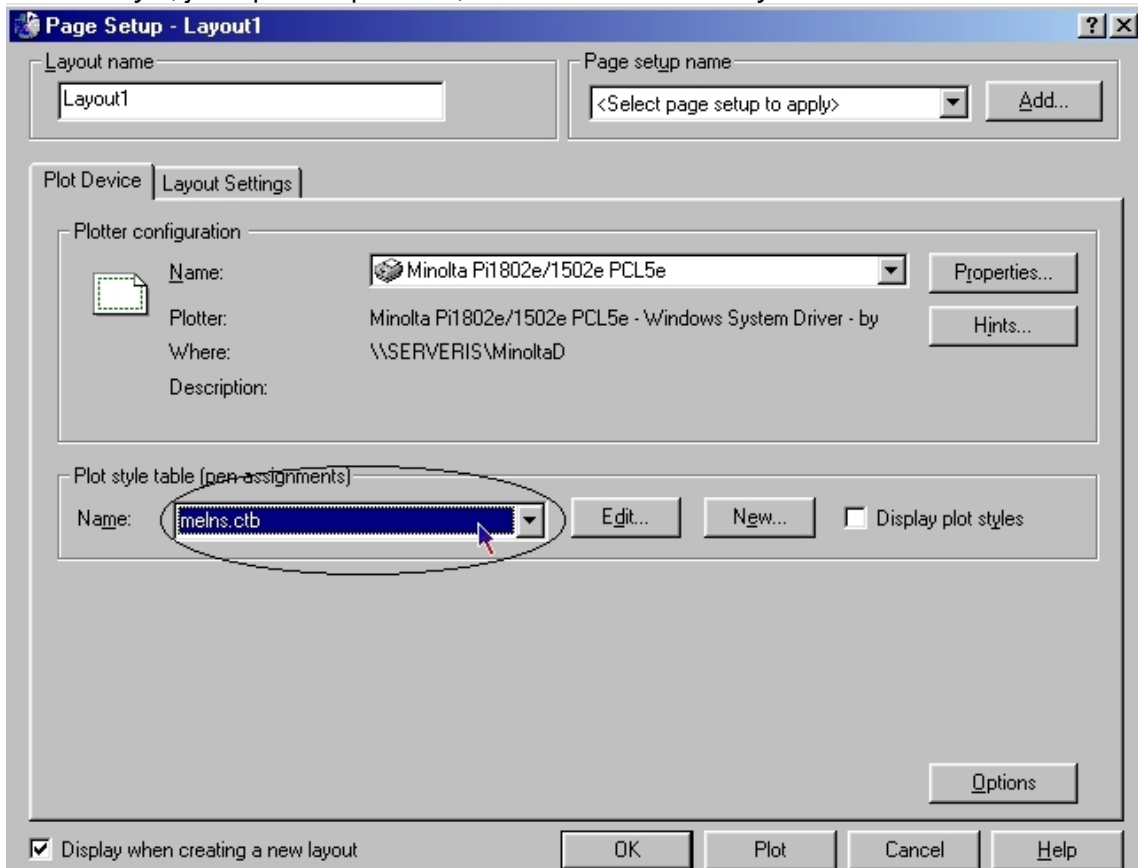 Page Setup - Layout1
Layout name
Page setup name
Layout1
<Select page setup to apply>
Add...
Plot Device
Layout Settings
Plotter configuration
Name:
Minolta Pi1802e/1502e PCL5e
Properties...
Plotter:
Minolta Pi1802e/1502e PCL5e - Windows System Driver - by
Hints...
Where:
\\SERVERIS\MinoltaD
Description:
Plot style table (pen assignments)
Name:
melns.ctb
Edit...
New...
Display plot styles
Options
Display when creating a new layout
OK
Plot
Cancel
Help